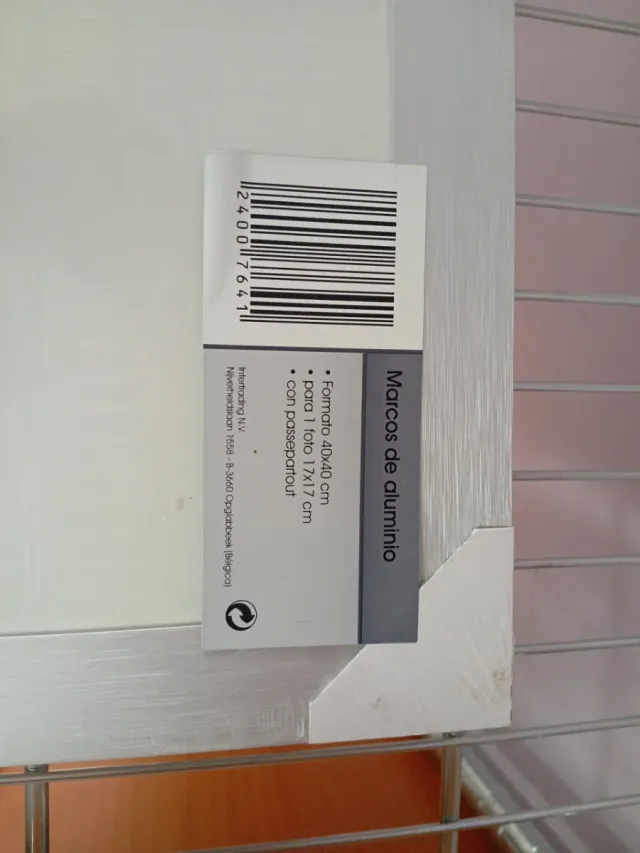 24007641
Marcos de aluminio
• Formato 40x40 cm
• para 1 foto 17x17 cm
• con passepartout
Intertrading N.V.
Nijverheidslaan 1558 - B-3660 Opglabbeek (Bélgica)